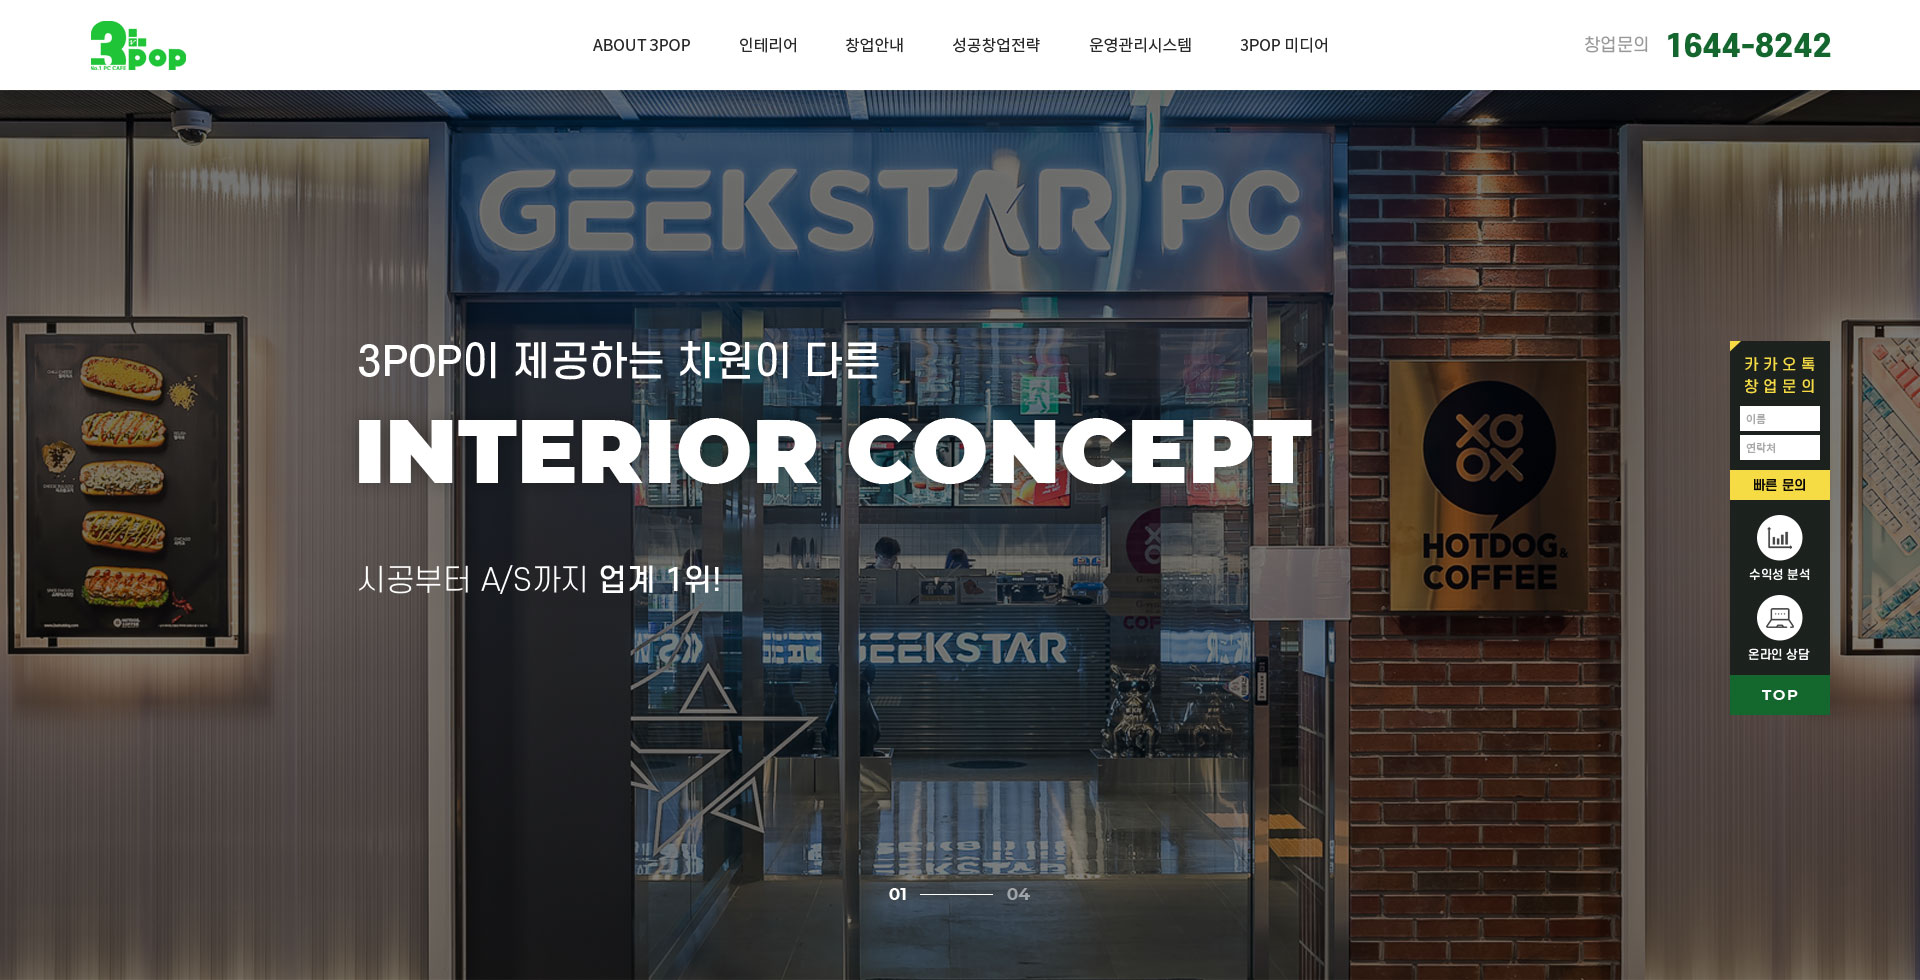 3pop
No.1 PC CAFE
ABOUT 3POP
인테리어
창업안내
성공창업전략
운영관리시스템
3POP 미디어
창업문의
1644-8242
GEEKSTAR PC
3POP이 제공하는 차원이 다른
INTERIOR CONCEPT
시공부터 A/S까지 업계 1위!
XOOX
HOTDOG&
COFFEE
GEEKSTAR
카카오톡
창업문의
이름
연락처
빠른 문의
수익성 분석
온라인 상담
TOP
01
04